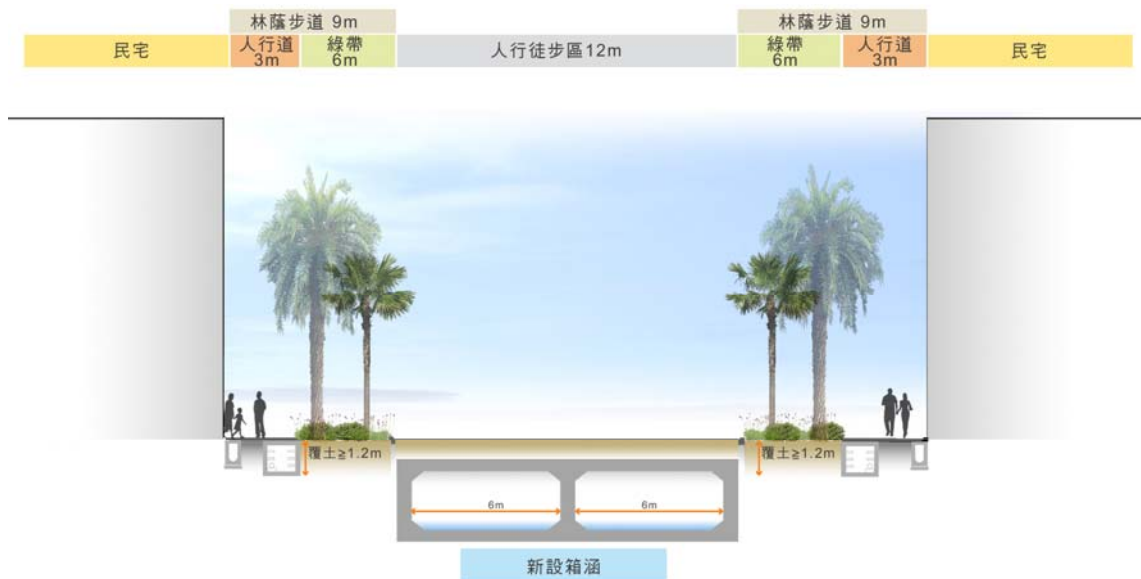 林蔭步道 9m
林蔭步道 9m
民宅
人行道
3m
綠帶
6m
人行徒步區12m
綠帶
6m
人行道
3m
民宅
覆土≧1.2m
覆土≧1.2m
6m
6m
新設箱涵